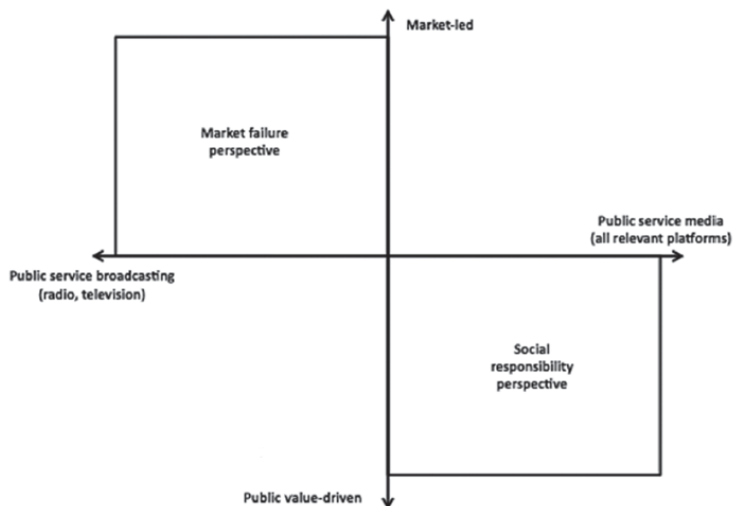 Market-led
Market failure
perspective
Public service media
(all relevant platforms)
Public service broadcasting
(radio, television)
Social
responsibility
perspective
Public value-driven